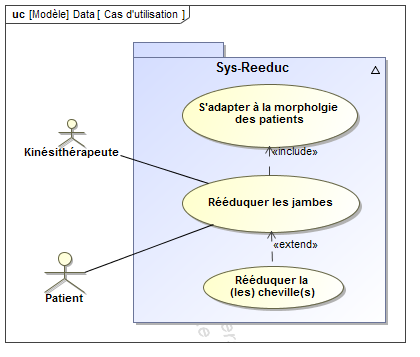 uc [Modèle] Data [ Cas d'utilisation ]
Sys-Reeduc
S'adapter à la morpholgie
des patients
«include»
Kinésithérapeute
Rééduquer les jambes
«extend»
Patient
Rééduquer la
(les) cheville(s)